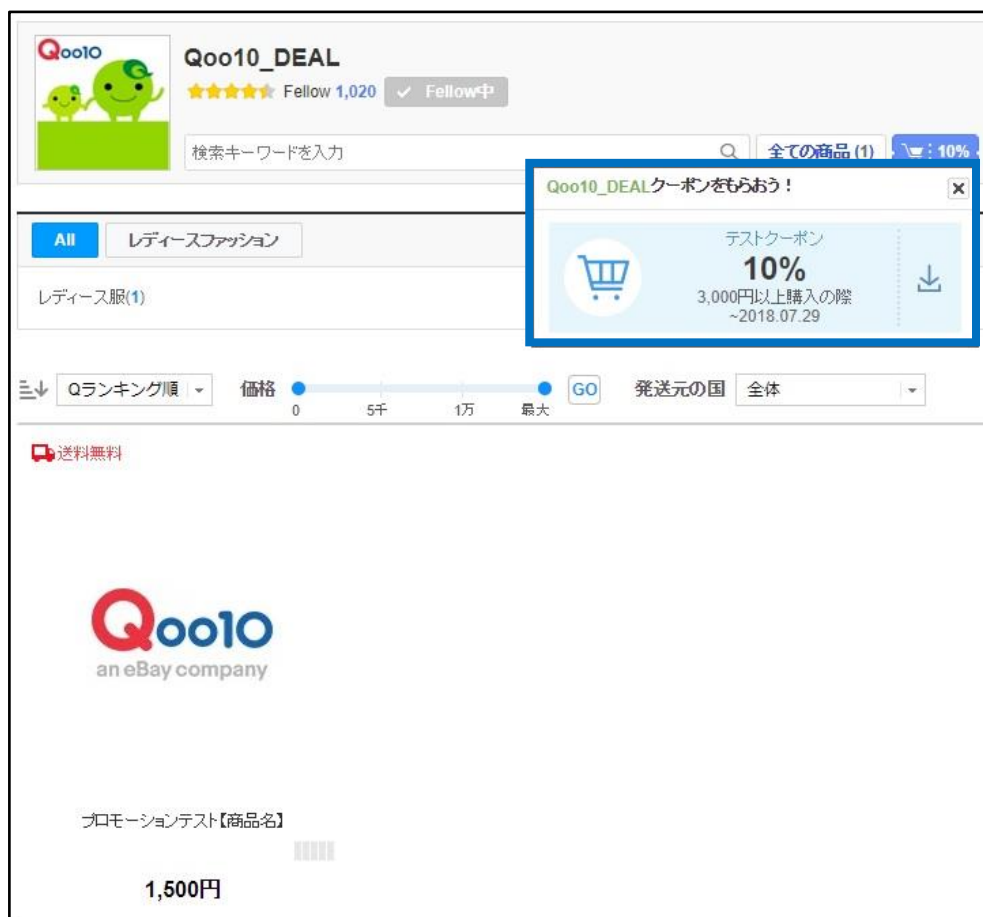 Qoo10
Qoo10_DEAL
Fellow 1,020 Fellow中
検索キーワードを入力 全ての商品 (1) 10%
Qoo10_DEALクーポンをもらおう！
テストクーポン
10%
3,000円以上購入の際
~2018.07.29
All レディースファッション
レディース服(1)
Qランキング順 価格 GO 発送元の国 全体
0 5千 1万 最大
送料無料
Qoo10
an eBay company
プロモーションテスト【商品名】
1,500円